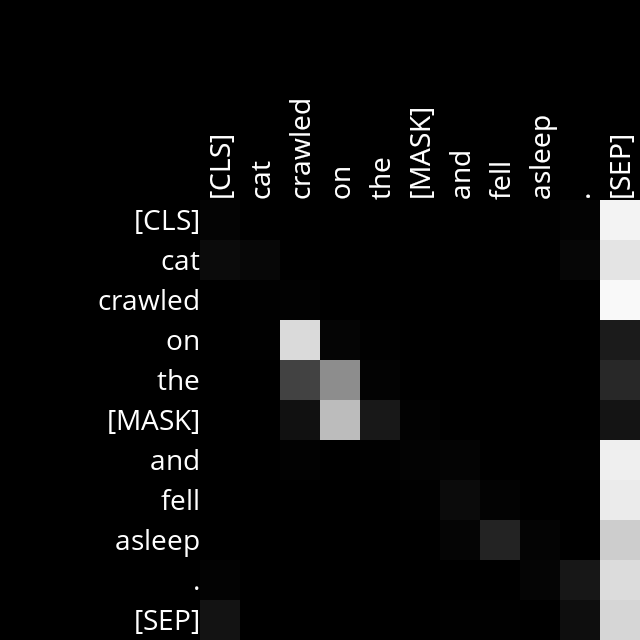 [CLS] cat crawled on the [MASK] and fell asleep . [SEP]
[CLS]
cat
crawled
on
the
[MASK]
and
fell
asleep
.
[SEP]